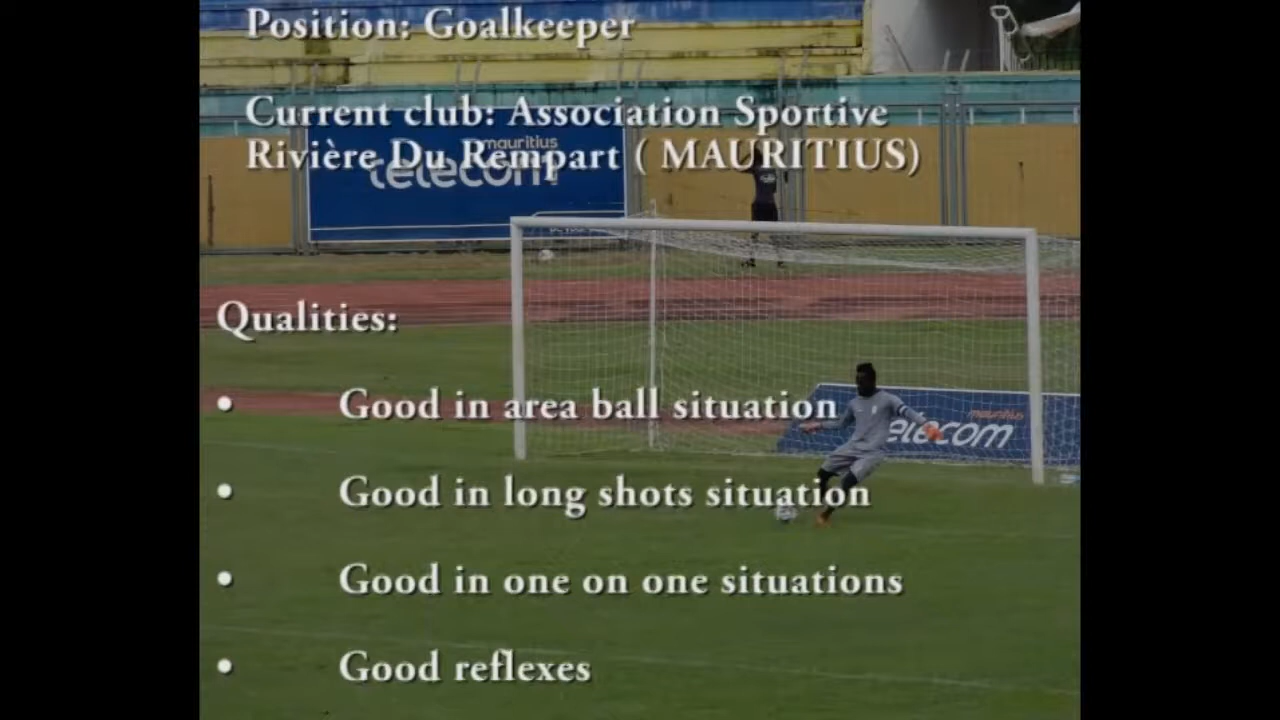 Position: Goalkeeper
Current club: Association Sportive
Rivière Du Rempart ( MAURITIUS)
mauritius
telecom
Qualities:
• Good in area ball situation
mauritius
telecom
• Good in long shots situation
• Good in one on one situations
• Good reflexes